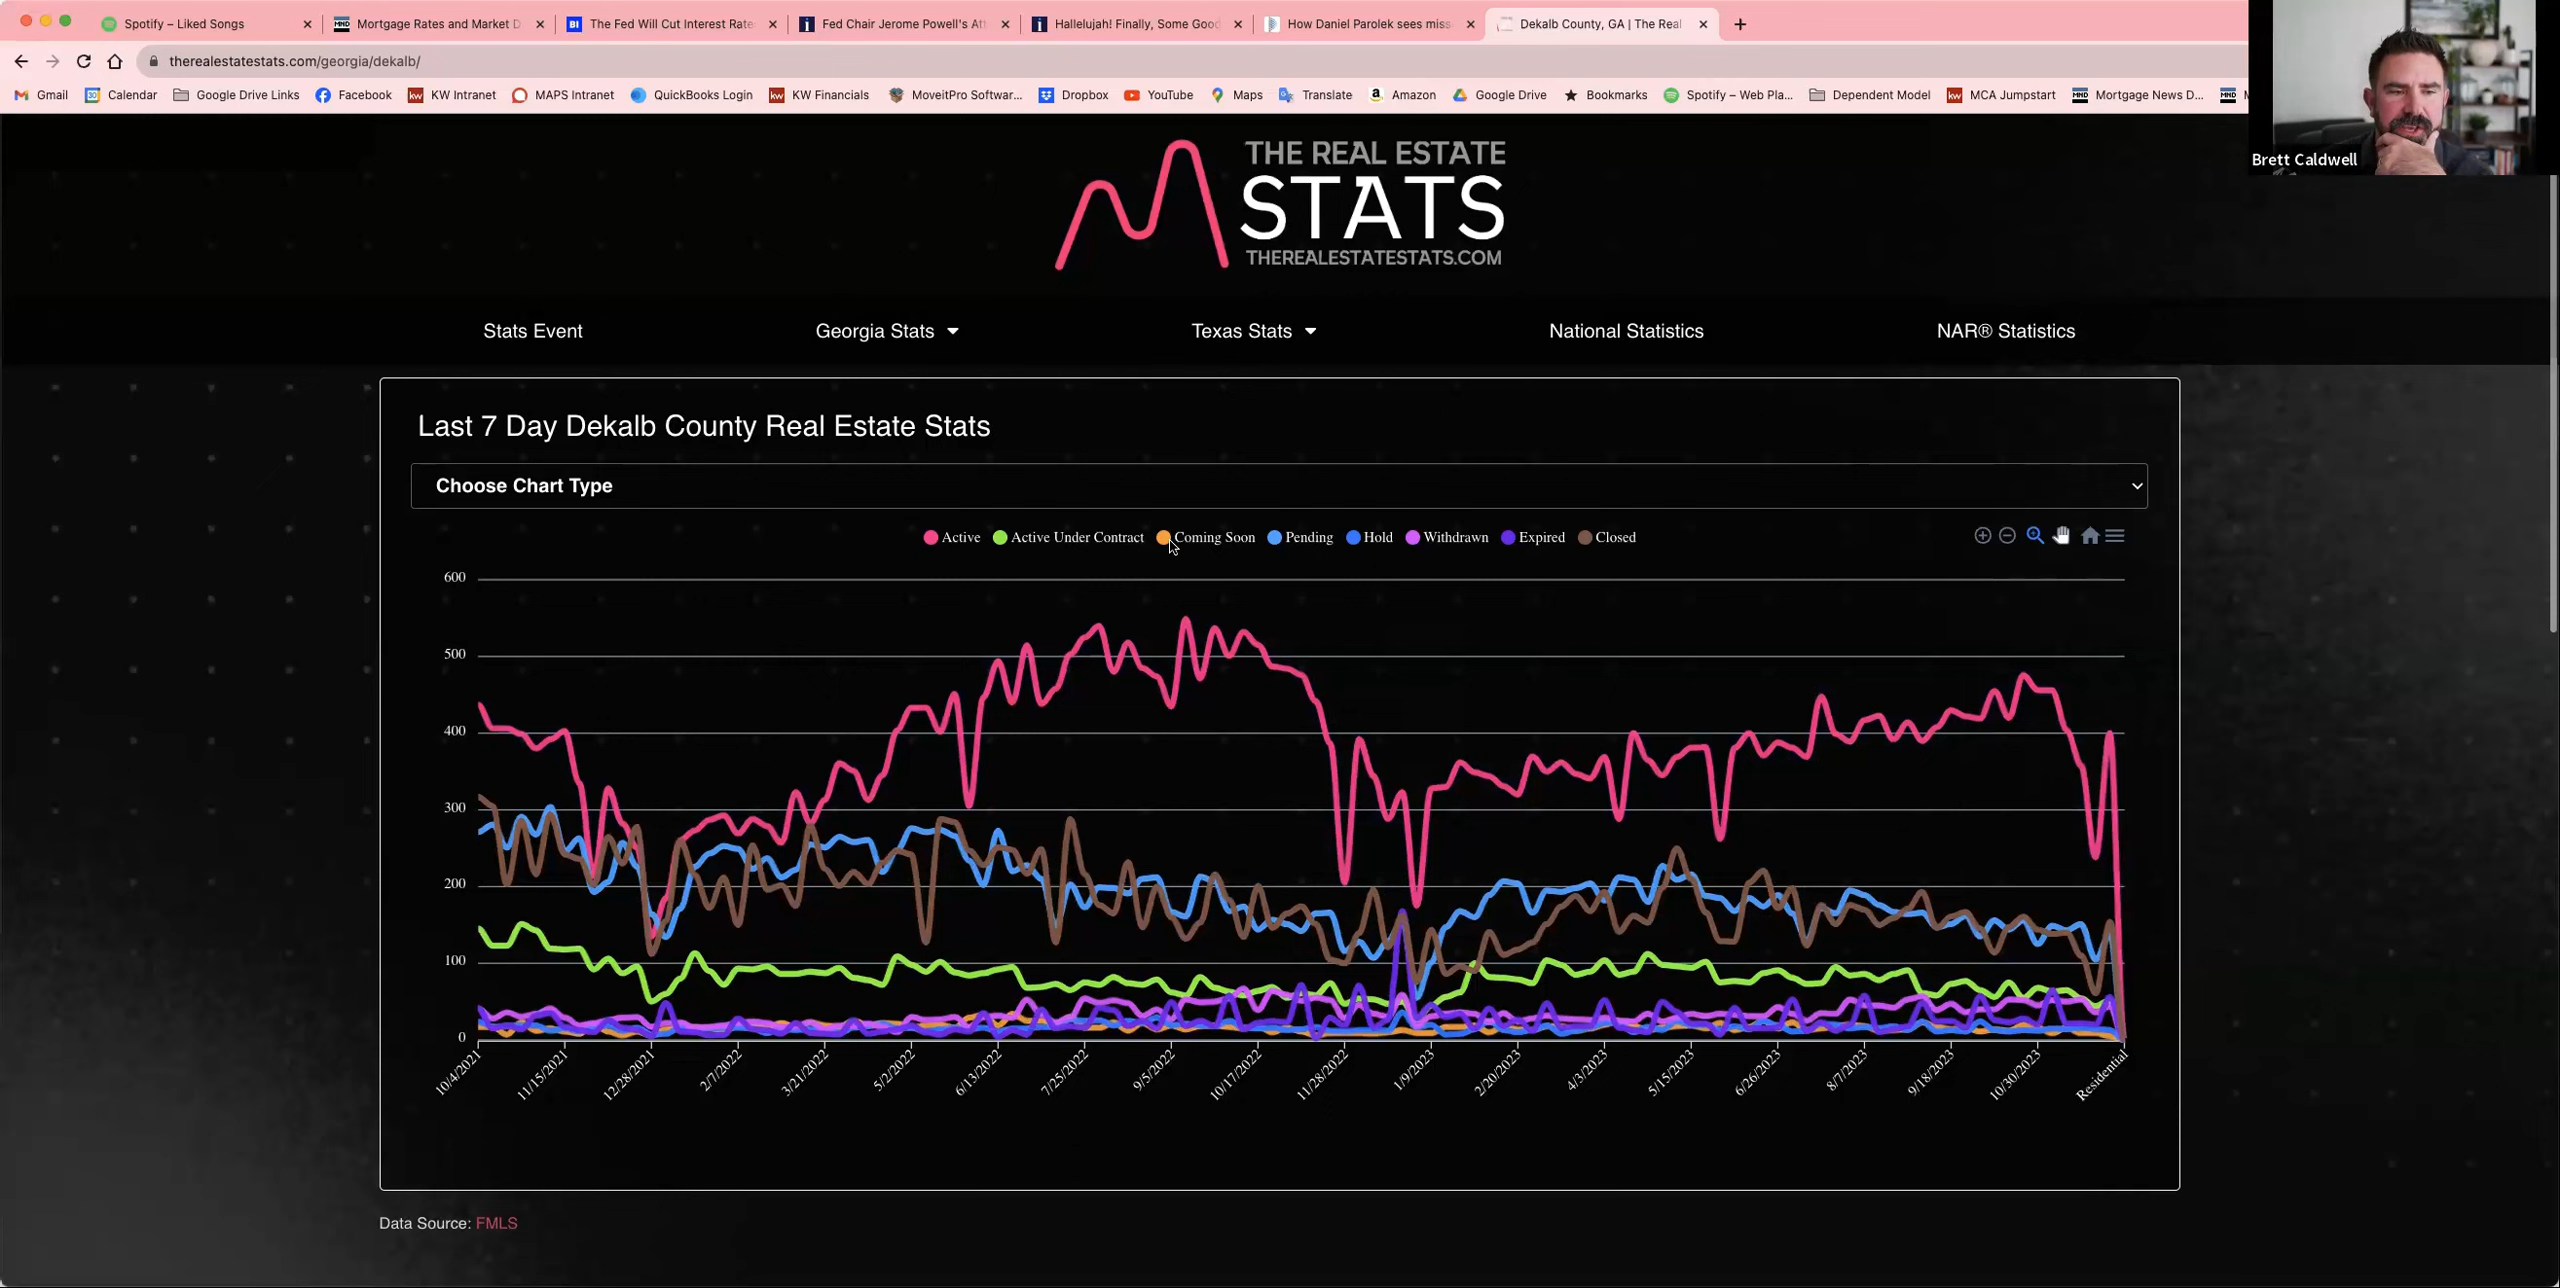 Spotify – Liked Songs
Mortgage Rates and Market D
The Fed Will Cut Interest Rate
Fed Chair Jerome Powell's At
Hallelujah! Finally, Some Good
How Daniel Parolek sees miss
Dekalb County, GA | The Real
therealestatestats.com/georgia/dekalb/
Gmail Calendar Google Drive Links Facebook KW Intranet MAPS Intranet QuickBooks Login KW Financials MoveitPro Softwar... Dropbox YouTube Maps Translate Amazon Google Drive Bookmarks Spotify – Web Pla... Dependent Model MCA Jumpstart Mortgage News D...
Brett Caldwell
THE REAL ESTATE
STATS
THEREALESTATESTATS.COM
Stats Event Georgia Stats Texas Stats National Statistics NAR® Statistics
Last 7 Day Dekalb County Real Estate Stats
Choose Chart Type
Active Active Under Contract Coming Soon Pending Hold Withdrawn Expired Closed
600
500
400
300
200
100
0
10/4/2021 11/15/2021 12/28/2021 2/7/2022 3/21/2022 5/2/2022 6/13/2022 7/25/2022 9/5/2022 10/17/2022 11/28/2022 1/9/2023 2/20/2023 4/3/2023 5/15/2023 6/26/2023 8/7/2023 9/18/2023 10/30/2023 Residential
Data Source: FMLS